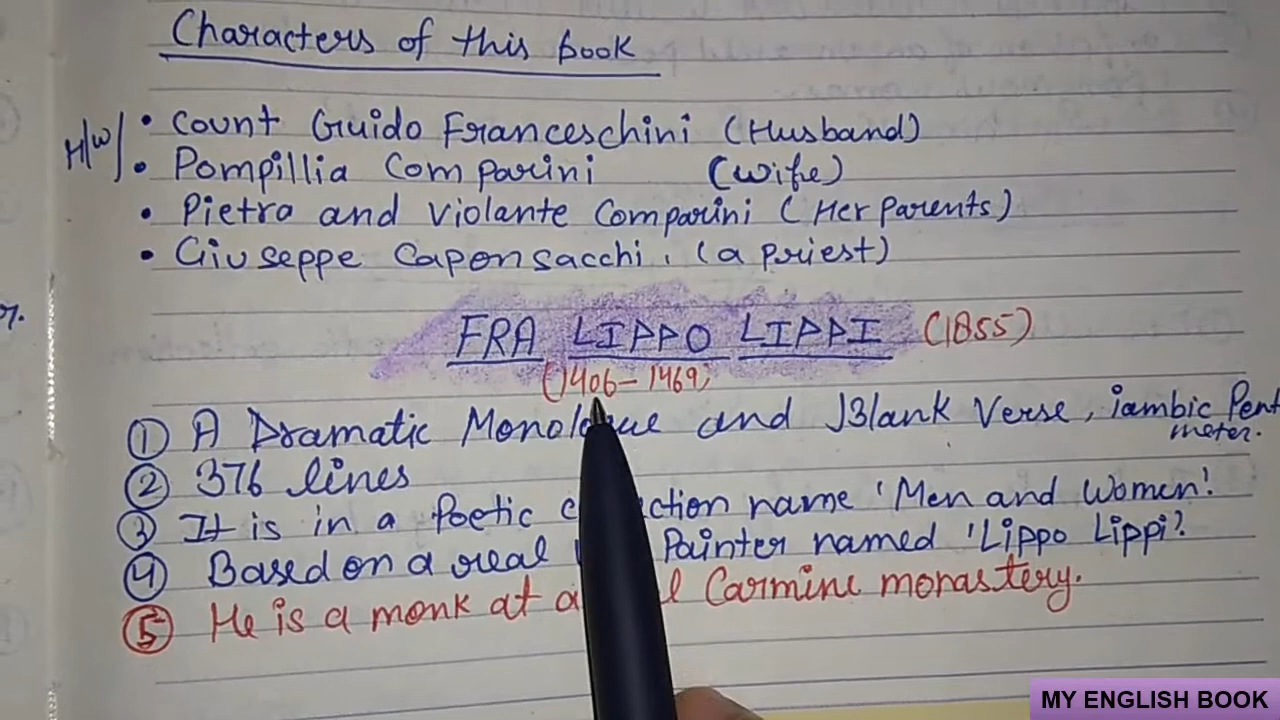 Characters of this book
H/W
• Count Guido Franceschini (Husband)
• Pompillia Comparini (wife)
• Pietro and Violante Comparini (Her Parents)
• Giuseppe Caponsacchi. (a priest)
FRA LIPPO LIPPI (1855)
(1406-1469)
① A Dramatic and Blank Verse, iambic Pent
meter.
② 376 lines
③ It is in a Poetic name 'Men and Women'.
④ Based on a real Painter named 'Lippo Lippi'.
⑤ He is a monk at Carmine monastery.
MY ENGLISH BOOK